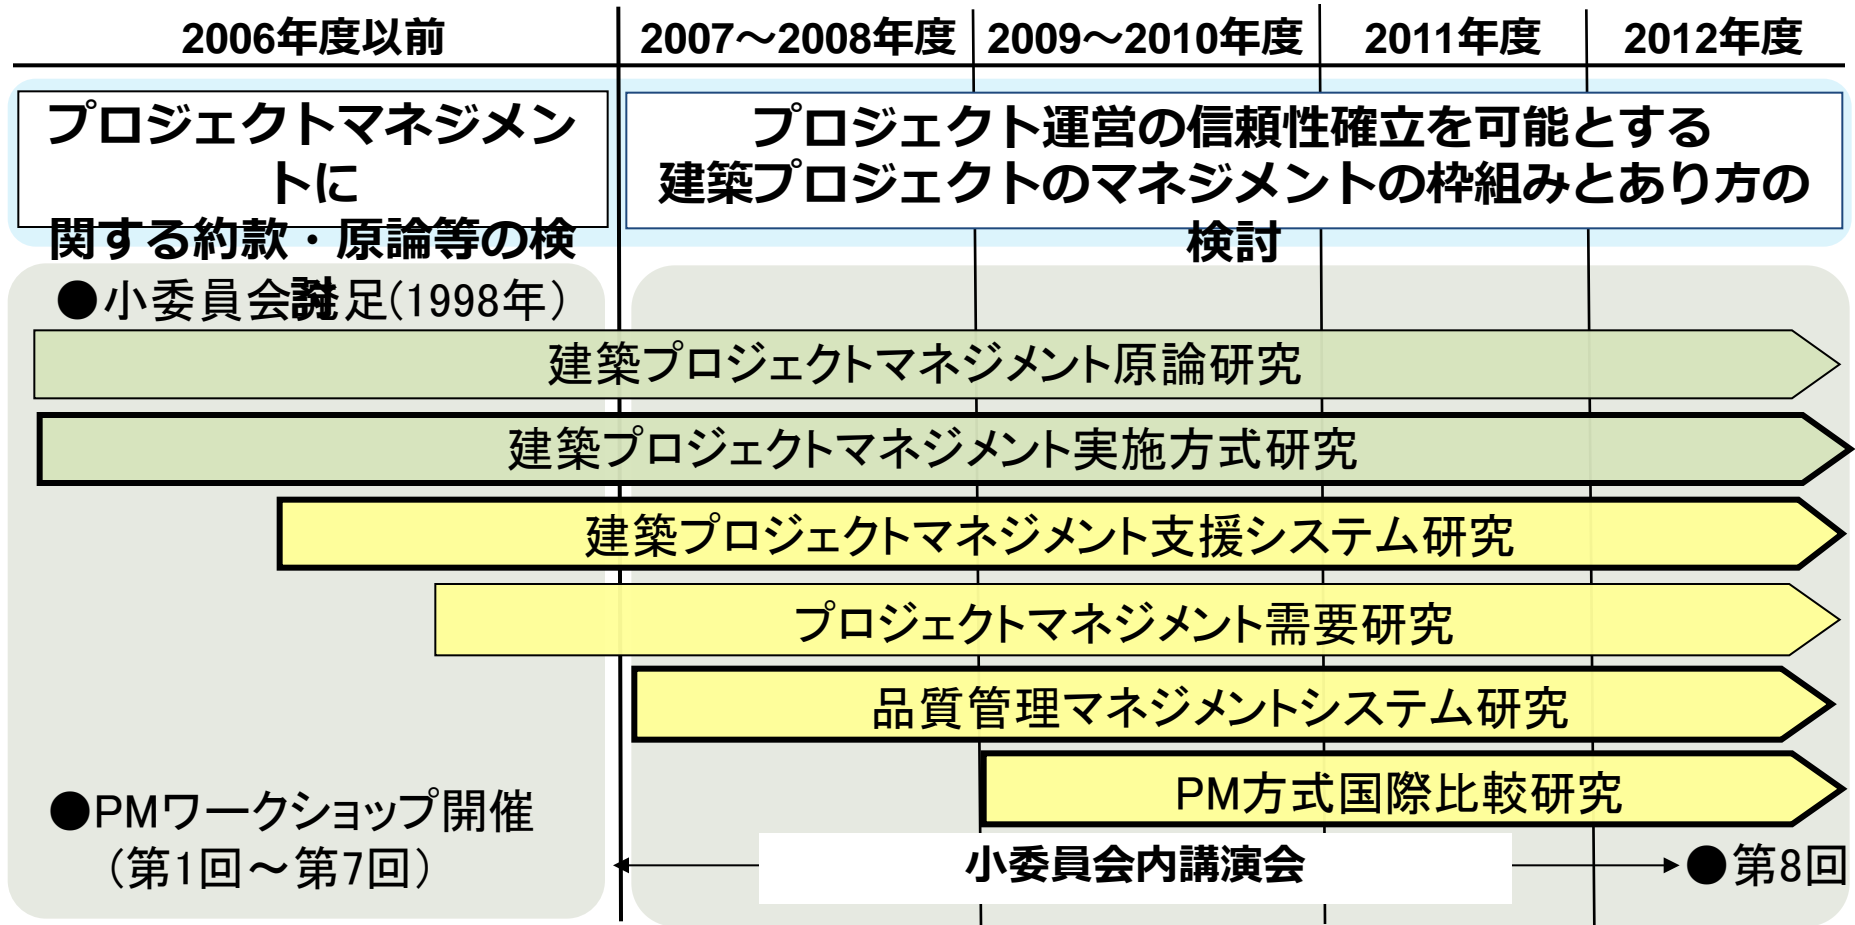 2006年度以前
2007～2008年度
2009～2010年度
2011年度
2012年度
プロジェクトマネジメン
トに
関する約款・原論等の検
討
プロジェクト運営の信頼性確立を可能とする
建築プロジェクトのマネジメントの枠組みとあり方の
検討
●小委員会発足(1998年)
建築プロジェクトマネジメント原論研究
建築プロジェクトマネジメント実施方式研究
建築プロジェクトマネジメント支援システム研究
プロジェクトマネジメント需要研究
品質管理マネジメントシステム研究
PM方式国際比較研究
●PMワークショップ開催
(第1回～第7回)
小委員会内講演会
●第8回